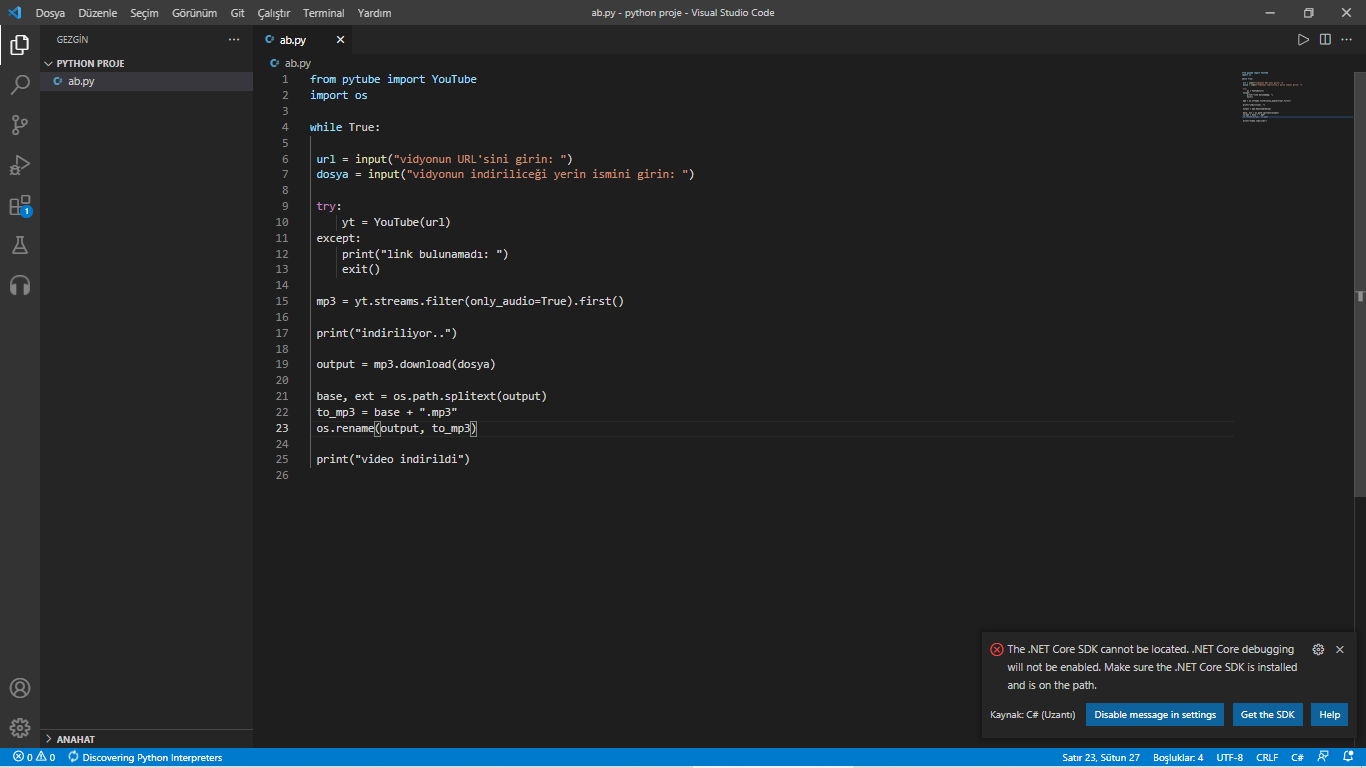 Dosya Düzenle Seçim Görünüm Git Çalıştır Terminal Yardım
ab.py - python proje - Visual Studio Code
GEZGİN
PYTHON PROJE
ab.py
ab.py
ab.py
1 from pytube import YouTube
2 import os
3
4 while True:
5
6 url = input("vidyonun URL'sini girin: ")
7 dosya = input("vidyonun indiriliceği yerin ismini girin: ")
8
9 try:
10 yt = YouTube(url)
11 except:
12 print("link bulunamadı: ")
13 exit()
14
15 mp3 = yt.streams.filter(only_audio=True).first()
16
17 print("indiriliyor..")
18
19 output = mp3.download(dosya)
20
21 base, ext = os.path.splitext(output)
22 to_mp3 = base + ".mp3"
23 os.rename(output, to_mp3)
24
25 print("video indirildi")
26
1
The .NET Core SDK cannot be located. .NET Core debugging
will not be enabled. Make sure the .NET Core SDK is installed
and is on the path.
Kaynak: C# (Uzantı)
Disable message in settings
Get the SDK
Help
ANAHAT
0 0 Discovering Python Interpreters
Satır 23, Sütun 27 Boşluklar: 4 UTF-8 CRLF C#